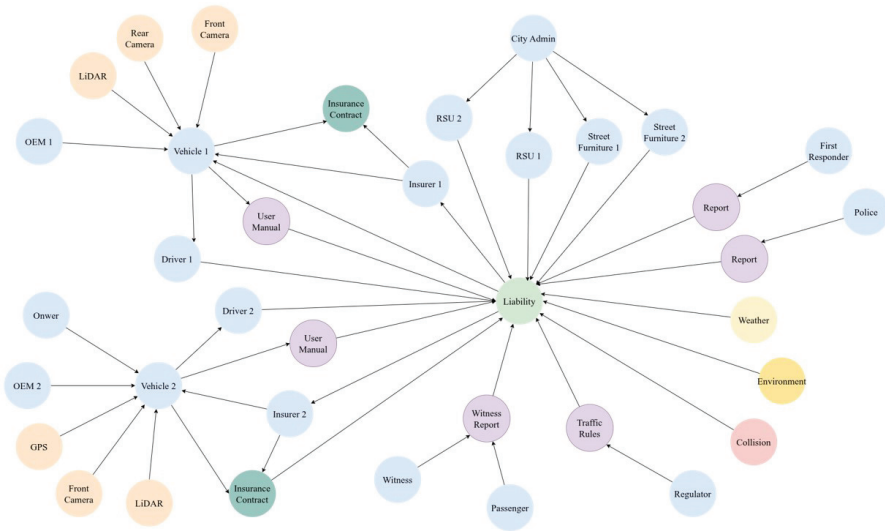 Front
Camera
Rear
Camera
LiDAR
City Admin
Insurance
Contract
RSU 2
Street
Furniture 2
Street
Furniture 1
OEM 1
Vehicle 1
RSU 1
First
Responder
Insurer 1
Report
Police
User
Manual
Report
Driver 1
Liability
Driver 2
Onwer
Weather
User
Manual
OEM 2
Vehicle 2
Environment
Insurer 2
Witness
Report
Traffic
Rules
Collision
GPS
Front
Camera
LiDAR
Insurance
Contract
Witness
Passenger
Regulator